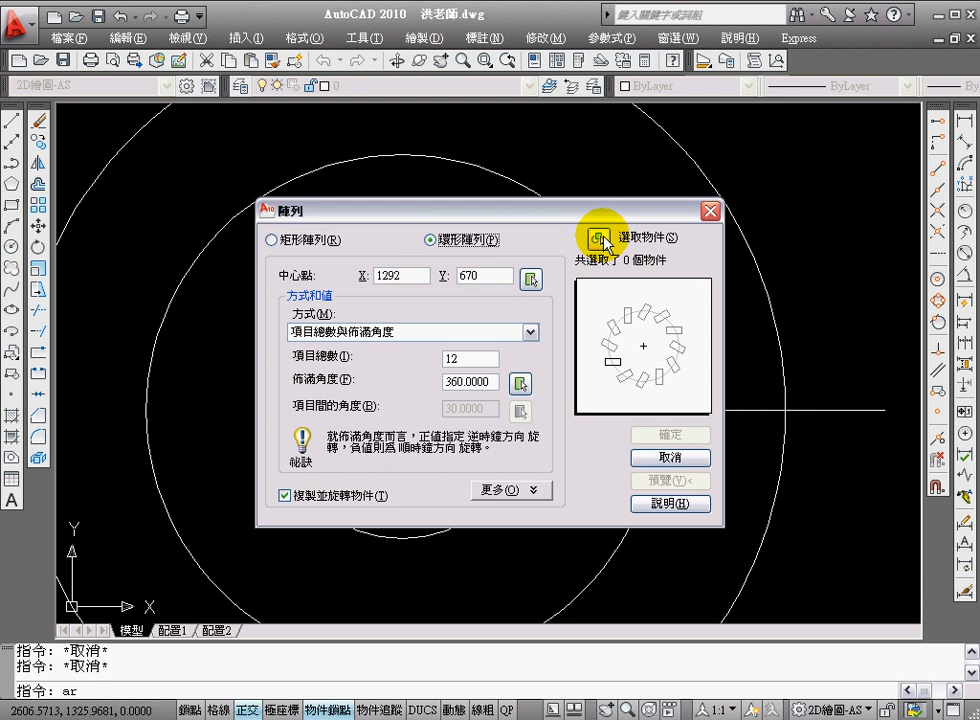 AutoCAD 2010 洪老師.dwg
鍵入關鍵字或詞組
檔案(F) 編輯(E) 檢視(V) 插入(I) 格式(O) 工具(T) 繪製(D) 標註(N) 修改(M) 參數式(P) 窗選(W) 說明(H) Express
2D繪圖-AS 0 ByLayer ByLayer By
陣列
矩形陣列(R) 環形陣列(P) 選取物件(S)
共選取了 0 個物件
中心點: X: 1292 Y: 670
方式和值
方式(M):
項目總數與佈滿角度
項目總數(I): 12
佈滿角度(F): 360.0000
項目間的角度(B): 30.0000
就佈滿角度而言，正值指定 逆時鐘方向 旋
轉，負值則為 順時鐘方向 旋轉。
祕訣
複製並旋轉物件(T) 更多(O)
確定
取消
預覽(V)<
說明(H)
Y
X
模型 配置1 配置2
指令: *取消*
指令: *取消*
指令: ar
2606.5713, 1325.9681, 0.0000 鎖點 格線 正交 極座標 物件鎖點 物件追蹤 DUCS 動態 線粗 QP 1:1 2D繪圖-AS
A